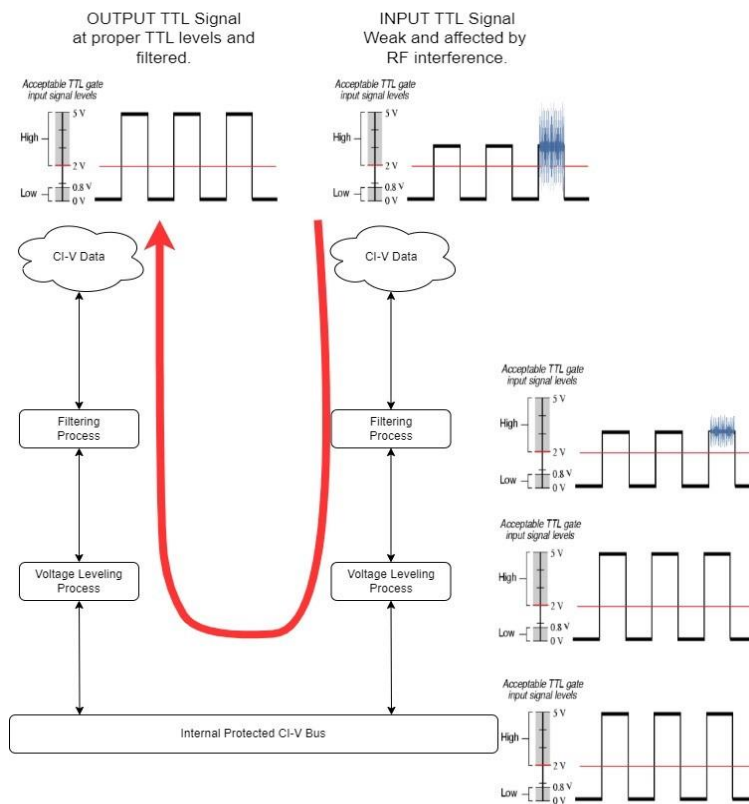 OUTPUT TTL Signal
at proper TTL levels and
filtered.
INPUT TTL Signal
Weak and affected by
RF interference.
Acceptable TTL gate
input signal levels
High
5 V
2 V
Low
0.8 V
0 V
Acceptable TTL gate
input signal levels
High
5 V
2 V
Low
0.8 V
0 V
CI-V Data
CI-V Data
Acceptable TTL gate
input signal levels
High
5 V
2 V
Low
0.8 V
0 V
Filtering
Process
Filtering
Process
Acceptable TTL gate
input signal levels
High
5 V
2 V
Low
0.8 V
0 V
Voltage Leveling
Process
Voltage Leveling
Process
Acceptable TTL gate
input signal levels
High
5 V
2 V
Low
0.8 V
0 V
Internal Protected CI-V Bus